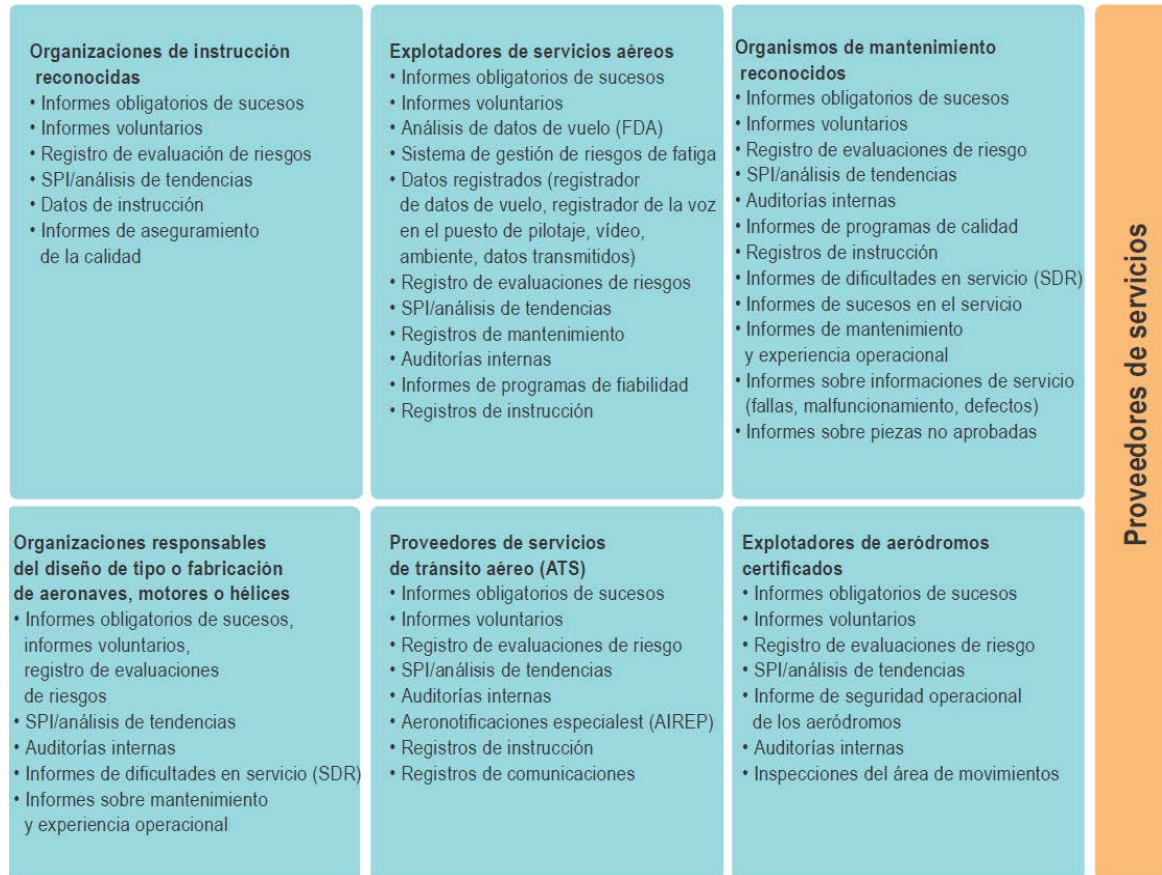 Organizaciones de instrucción
reconocidas
• Informes obligatorios de sucesos
• Informes voluntarios
• Registro de evaluación de riesgos
• SPI/análisis de tendencias
• Datos de instrucción
• Informes de aseguramiento
de la calidad
Explotadores de servicios aéreos
• Informes obligatorios de sucesos
• Informes voluntarios
• Análisis de datos de vuelo (FDA)
• Sistema de gestión de riesgos de fatiga
• Datos registrados (registrador
de datos de vuelo, registrador de la voz
en el puesto de pilotaje, vídeo,
ambiente, datos transmitidos)
• Registro de evaluaciones de riesgos
• SPI/análisis de tendencias
• Registros de mantenimiento
• Auditorías internas
• Informes de programas de fiabilidad
• Registros de instrucción
Organismos de mantenimiento
reconocidos
• Informes obligatorios de sucesos
• Informes voluntarios
• Registro de evaluaciones de riesgo
• SPI/análisis de tendencias
• Auditorías internas
• Informes de programas de calidad
• Registros de instrucción
• Informes de dificultades en servicio (SDR)
• Informes de sucesos en el servicio
• Informes de mantenimiento
y experiencia operacional
• Informes sobre informaciones de servicio
(fallas, malfuncionamiento, defectos)
• Informes sobre piezas no aprobadas
Organizaciones responsables
del diseño de tipo o fabricación
de aeronaves, motores o hélices
• Informes obligatorios de sucesos,
informes voluntarios,
registro de evaluaciones
de riesgos
• SPI/análisis de tendencias
• Auditorías internas
• Informes de dificultades en servicio (SDR)
• Informes sobre mantenimiento
y experiencia operacional
Proveedores de servicios
de tránsito aéreo (ATS)
• Informes obligatorios de sucesos
• Informes voluntarios
• Registro de evaluaciones de riesgo
• SPI/análisis de tendencias
• Auditorías internas
• Aeronotificaciones especialest (AIREP)
• Registros de instrucción
• Registros de comunicaciones
Explotadores de aeródromos
certificados
• Informes obligatorios de sucesos
• Informes voluntarios
• Registro de evaluaciones de riesgo
• SPI/análisis de tendencias
• Informe de seguridad operacional
de los aeródromos
• Auditorías internas
• Inspecciones del área de movimientos
Proveedores de servicios